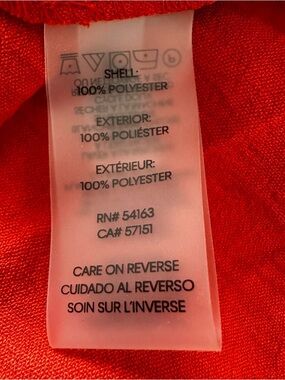 SHELL:
100% POLYESTER
EXTERIOR:
100% POLIÉSTER
EXTÉRIEUR:
100% POLYESTER
RN# 54163
CA# 57151
CARE ON REVERSE
CUIDADO AL REVERSO
SOIN SUR L'INVERSE